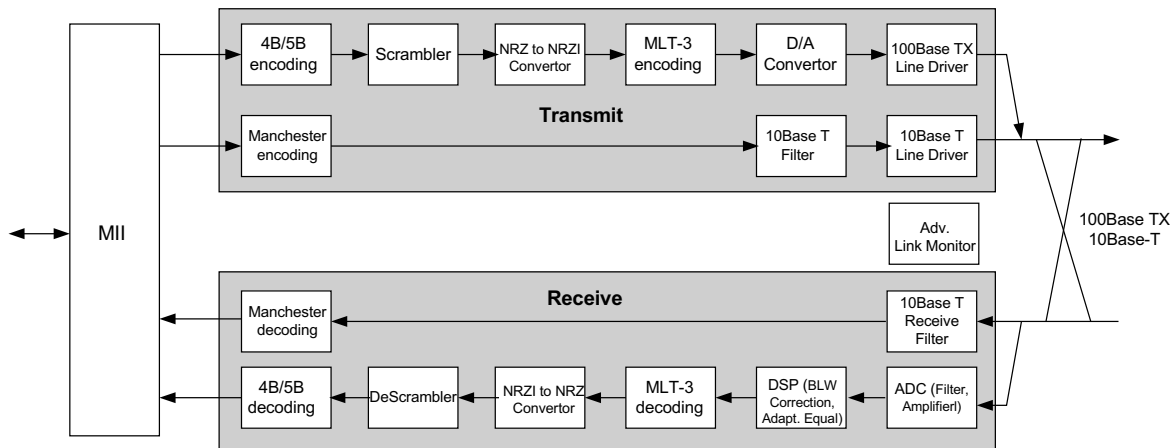 4B/5B
encoding
Scrambler
NRZ to NRZI
Convertor
MLT-3
encoding
D/A
Convertor
100Base TX
Line Driver
Transmit
Manchester
encoding
10Base T
Filter
10Base T
Line Driver
MII
Adv.
Link Monitor
100Base TX
10Base-T
Receive
Manchester
decoding
10Base T
Receive
Filter
4B/5B
decoding
DeScrambler
NRZI to NRZ
Convertor
MLT-3
decoding
DSP (BLW
Correction,
Adapt. Equal)
ADC (Filter,
Amplifierl)